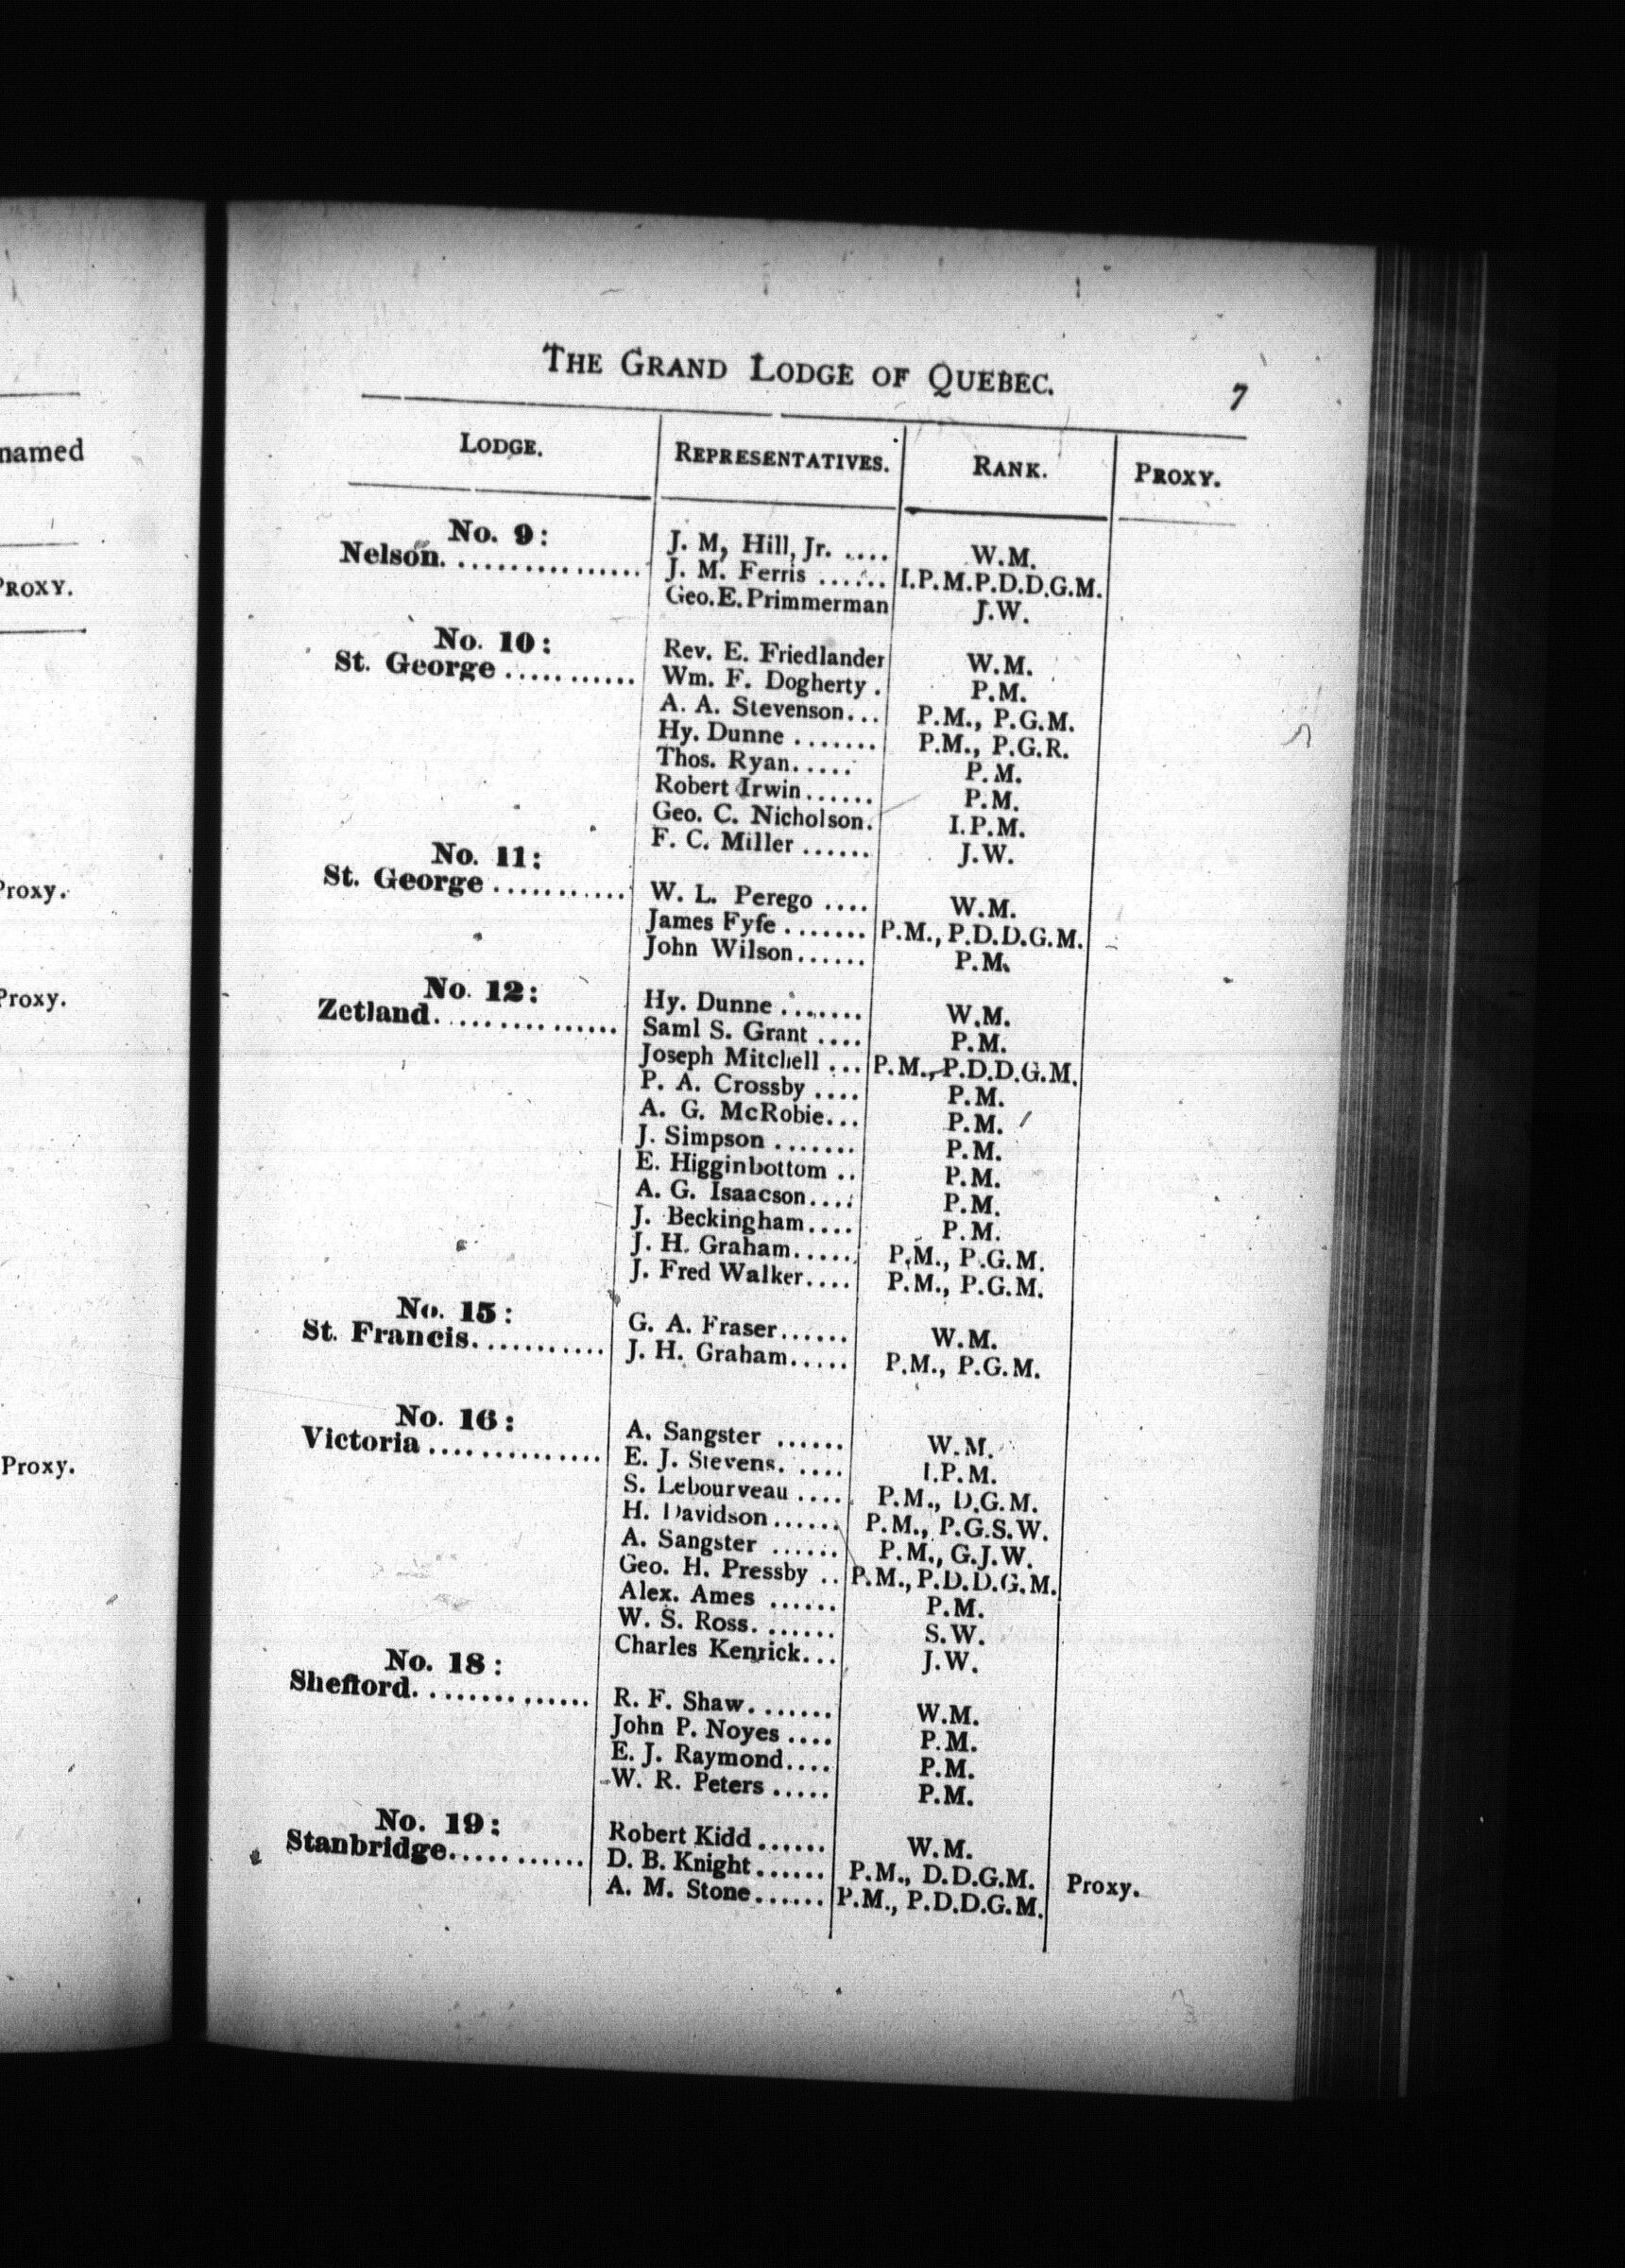 named
PROXY.
Proxy.
Proxy.
Proxy.
THE GRAND LODGE OF QUEBEC. 7
LODGE. REPRESENTATIVES. RANK. PROXY.
No. 9:
Nelson. .............. J. M, Hill, Jr. .... W.M.
J. M. Ferris ...... I.P.M.P.D.D.G.M.
Geo.E.Primmerman J.W.
No. 10:
St. George ........... Rev. E. Friedlander W.M.
Wm. F. Dogherty . P.M.
A. A. Stevenson... P.M., P.G.M.
Hy. Dunne ....... P.M., P.G.R.
Thos. Ryan..... P.M.
Robert Irwin...... P.M.
Geo. C. Nicholson. I.P.M.
F. C. Miller ...... J.W.
No. 11:
St. George ........... W. L. Perego .... W.M.
James Fyfe ....... P.M., P.D.D.G.M.
John Wilson...... P.M.
No. 12:
Zetland. .............. Hy. Dunne ....... W.M.
Saml S. Grant .... P.M.
Joseph Mitchell ... P.M., P.D.D.G.M.
P. A. Crossby .... P.M.
A. G. McRobie... P.M.
J. Simpson ....... P.M.
E. Higginbottom .. P.M.
A. G. Isaacson.... P.M.
J. Beckingham.... P.M.
J. H. Graham..... P.M., P.G.M.
J. Fred Walker.... P.M., P.G.M.
No. 15:
St. Francis. .......... G. A. Fraser...... W.M.
J. H. Graham..... P.M., P.G.M.
No. 16:
Victoria .............. A. Sangster ...... W.M.
E. J. Stevens. .... I.P.M.
S. Lebourveau .... P.M., D.G.M.
H. Davidson...... P.M., P.G.S.W.
A. Sangster ...... P.M., G.J.W.
Geo. H. Pressby .. P.M., P.D.D.G.M.
Alex. Ames ...... P.M.
W. S. Ross. ...... S.W.
Charles Kenrick... J.W.
No. 18:
Shefford. ............. R. F. Shaw. ...... W.M.
John P. Noyes .... P.M.
E. J. Raymond.... P.M.
W. R. Peters ..... P.M.
No. 19:
Stanbridge............ Robert Kidd ...... W.M.
D. B. Knight...... P.M., D.D.G.M. Proxy.
A. M. Stone...... P.M., P.D.D.G.M.